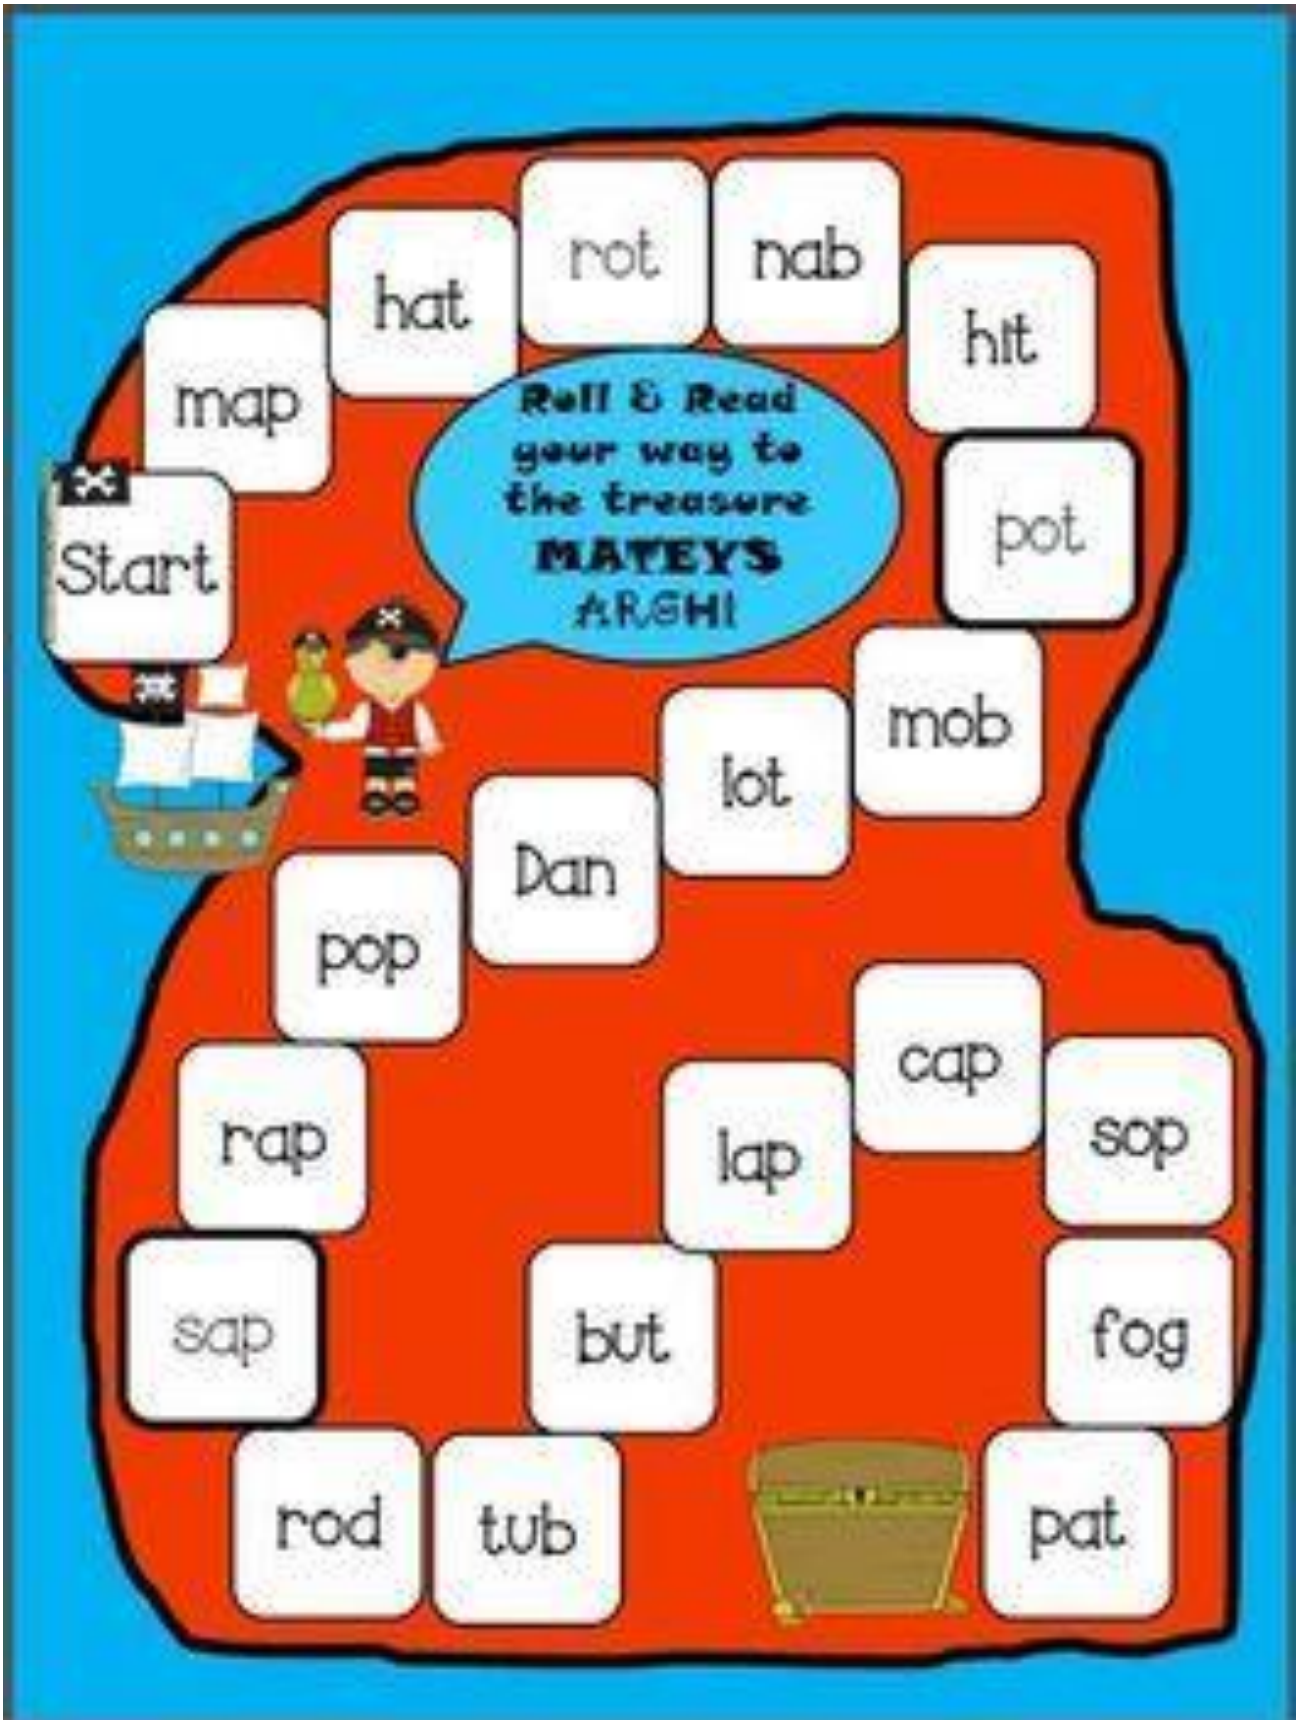 Start
map
hat
rot
nab
hit
pot
mob
lot
Dan
pop
rap
sap
rod
tub
but
lap
cap
sop
fog
pat
Roll & Read
your way to
the treasure
MATEYS
ARGH!